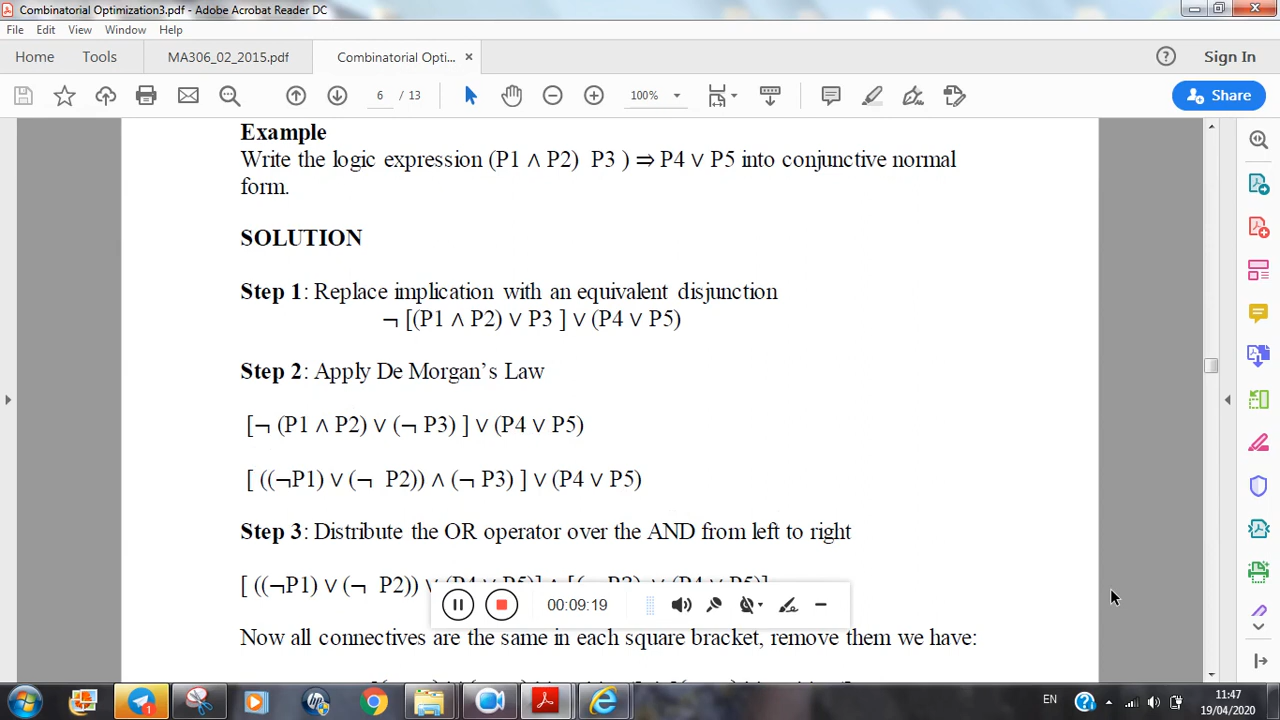 Combinatorial Optimization3.pdf - Adobe Acrobat Reader DC
File Edit View Window Help
Home Tools MA306_02_2015.pdf Combinatorial Opti... × Sign In
6 / 13 100% Share
Example
Write the logic expression (P1 ∧ P2) P3 ) ⇒ P4 ∨ P5 into conjunctive normal
form.
SOLUTION
Step 1: Replace implication with an equivalent disjunction
¬ [(P1 ∧ P2) ∨ P3 ] ∨ (P4 ∨ P5)
Step 2: Apply De Morgan's Law
[¬ (P1 ∧ P2) ∨ (¬ P3) ] ∨ (P4 ∨ P5)
[ ((¬P1) ∨ (¬ P2)) ∧ (¬ P3) ] ∨ (P4 ∨ P5)
Step 3: Distribute the OR operator over the AND from left to right
[ ((¬P1) ∨ (¬ P2)) ∨ (P4 ∨ P5)] ∧ [(¬ P3) ∨ (P4 ∨ P5)]
00:09:19
Now all connectives are the same in each square bracket, remove them we have:
EN 11:47
19/04/2020